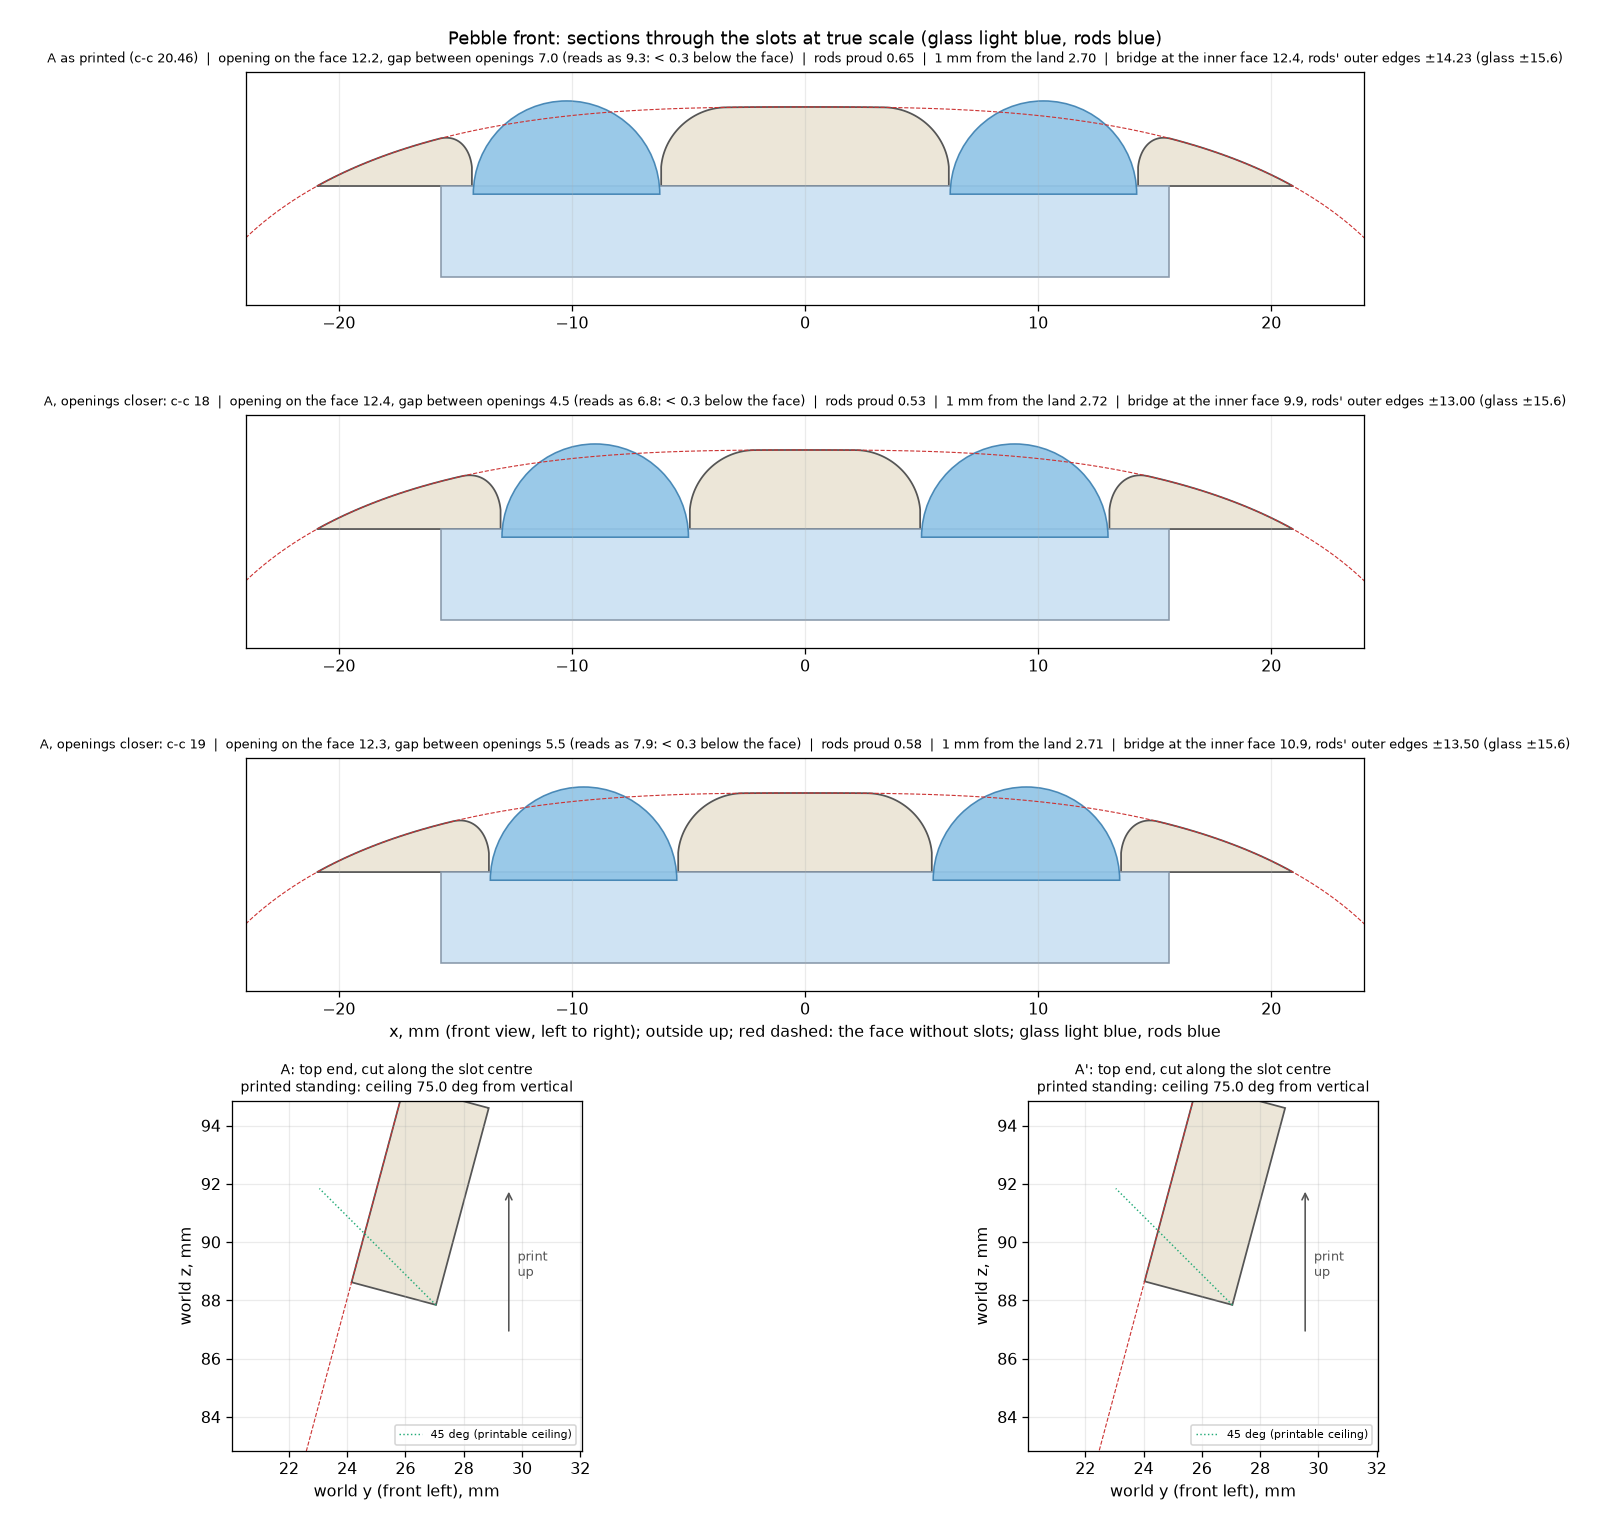 Pebble front: sections through the slots at true scale (glass light blue, rods blue)
A as printed (c-c 20.46) | opening on the face 12.2, gap between openings 7.0 (reads as 9.3: < 0.3 below the face) | rods proud 0.65 | 1 mm from the land 2.70 | bridge at the inner face 12.4, rods' outer edges ±14.23 (glass ±15.6)
−20 −10 0 10 20
A, openings closer: c-c 18 | opening on the face 12.4, gap between openings 4.5 (reads as 6.8: < 0.3 below the face) | rods proud 0.53 | 1 mm from the land 2.72 | bridge at the inner face 9.9, rods' outer edges ±13.00 (glass ±15.6)
−20 −10 0 10 20
A, openings closer: c-c 19 | opening on the face 12.3, gap between openings 5.5 (reads as 7.9: < 0.3 below the face) | rods proud 0.58 | 1 mm from the land 2.71 | bridge at the inner face 10.9, rods' outer edges ±13.50 (glass ±15.6)
−20 −10 0 10 20
x, mm (front view, left to right); outside up; red dashed: the face without slots; glass light blue, rods blue
A: top end, cut along the slot centre
printed standing: ceiling 75.0 deg from vertical
94
92
90
88
86
84
world z, mm
print
up
45 deg (printable ceiling)
22 24 26 28 30 32
world y (front left), mm
A': top end, cut along the slot centre
printed standing: ceiling 75.0 deg from vertical
94
92
90
88
86
84
world z, mm
print
up
45 deg (printable ceiling)
22 24 26 28 30 32
world y (front left), mm